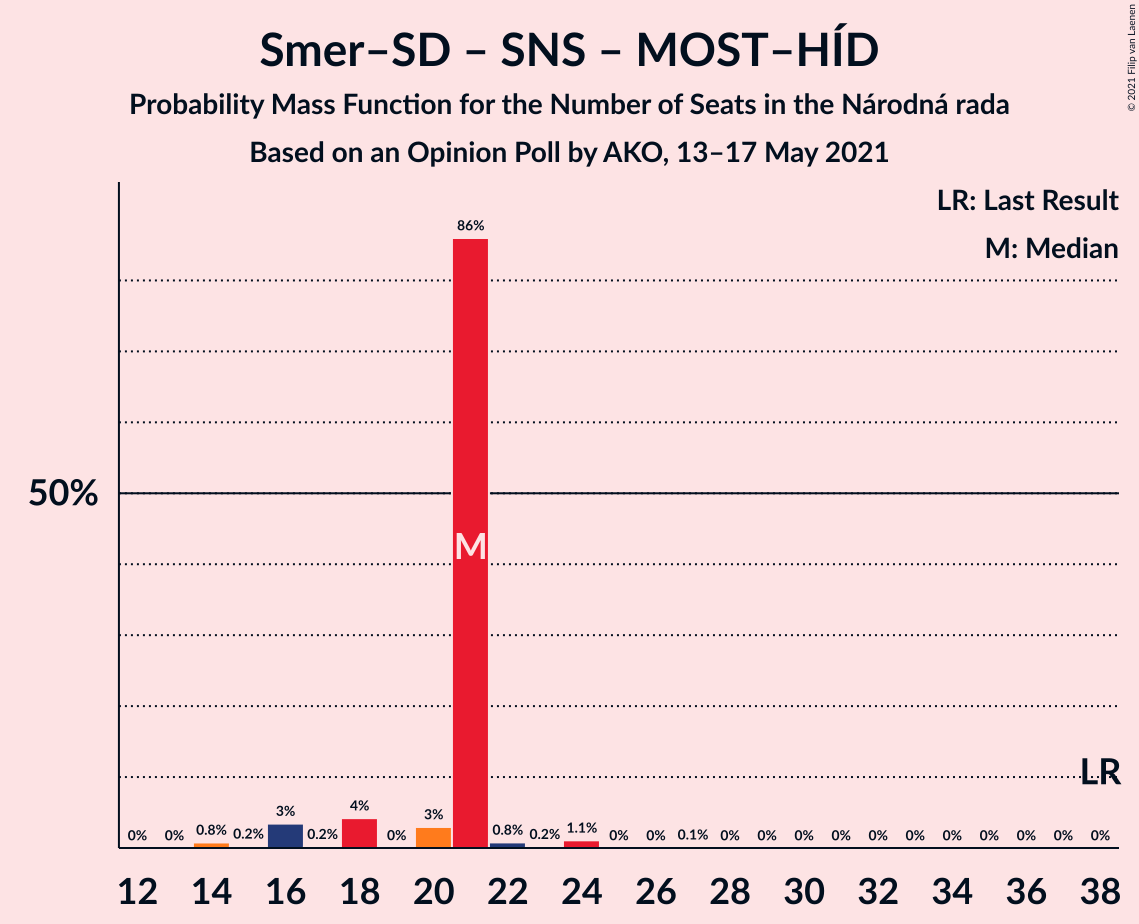 Smer–SD – SNS – MOST–HÍD
Probability Mass Function for the Number of Seats in the Národná rada
Based on an Opinion Poll by AKO, 13–17 May 2021
© 2021 Filip van Laenen
LR: Last Result
M: Median
86%
50%
M
LR
0% 0% 0.8% 0.2% 3% 0.2% 4% 0% 3% 0.8% 0.2% 1.1% 0% 0% 0.1% 0% 0% 0% 0% 0% 0% 0% 0% 0% 0% 0%
12 14 16 18 20 22 24 26 28 30 32 34 36 38